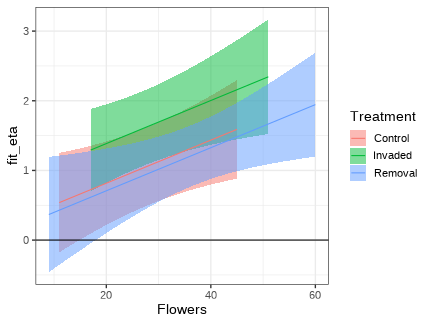 fit_eta
3
2
1
0
20
40
60
Flowers
Treatment
Control
Invaded
Removal